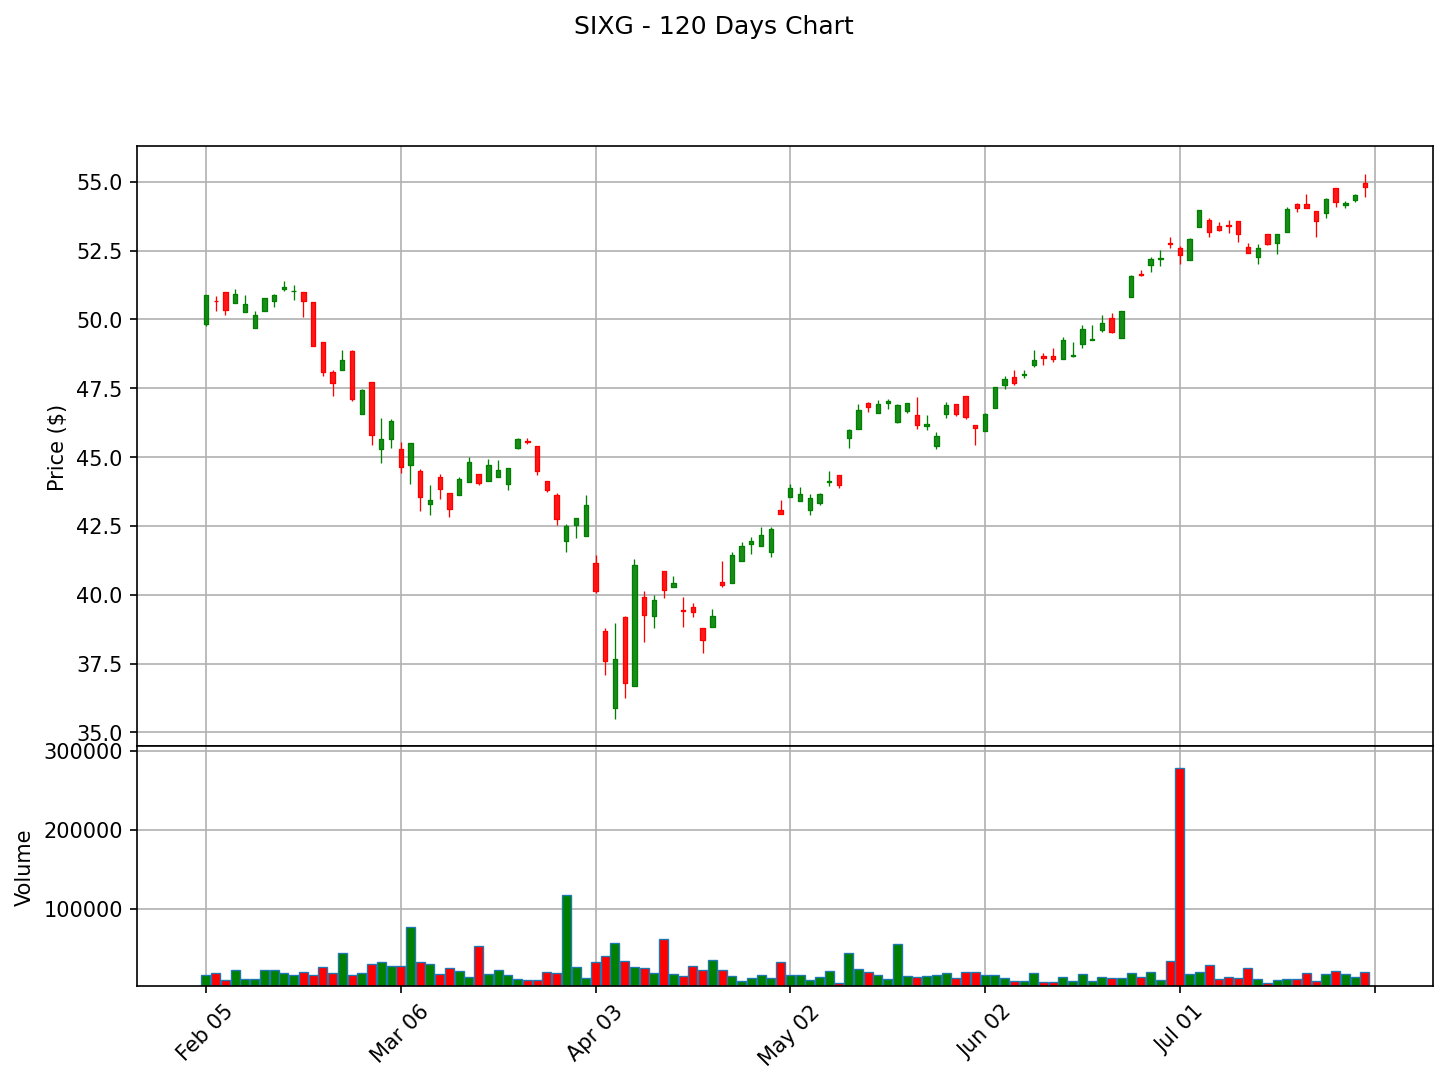 SIXG - 120 Days Chart
Price ($)
55.0
52.5
50.0
47.5
45.0
42.5
40.0
37.5
35.0
Volume
300000
200000
100000
Feb 05
Mar 06
Apr 03
May 02
Jun 02
Jul 01